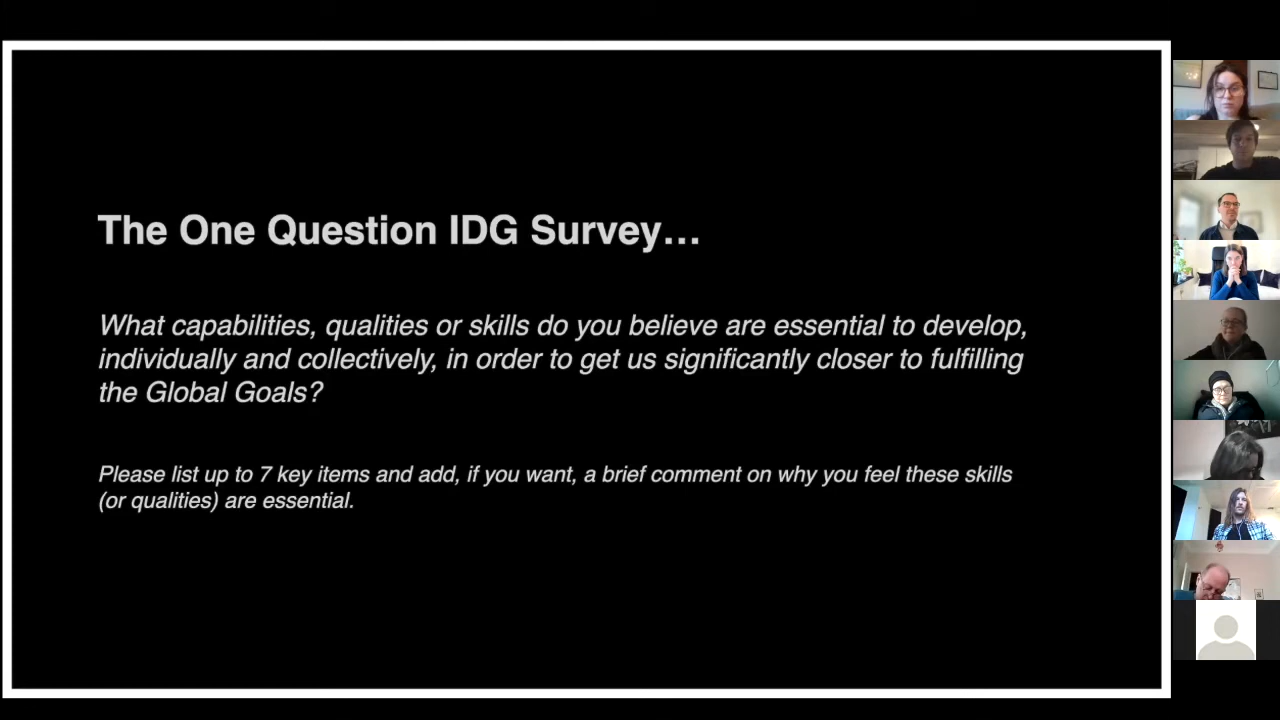 The One Question IDG Survey...
What capabilities, qualities or skills do you believe are essential to develop,
individually and collectively, in order to get us significantly closer to fulfilling
the Global Goals?
Please list up to 7 key items and add, if you want, a brief comment on why you feel these skills
(or qualities) are essential.